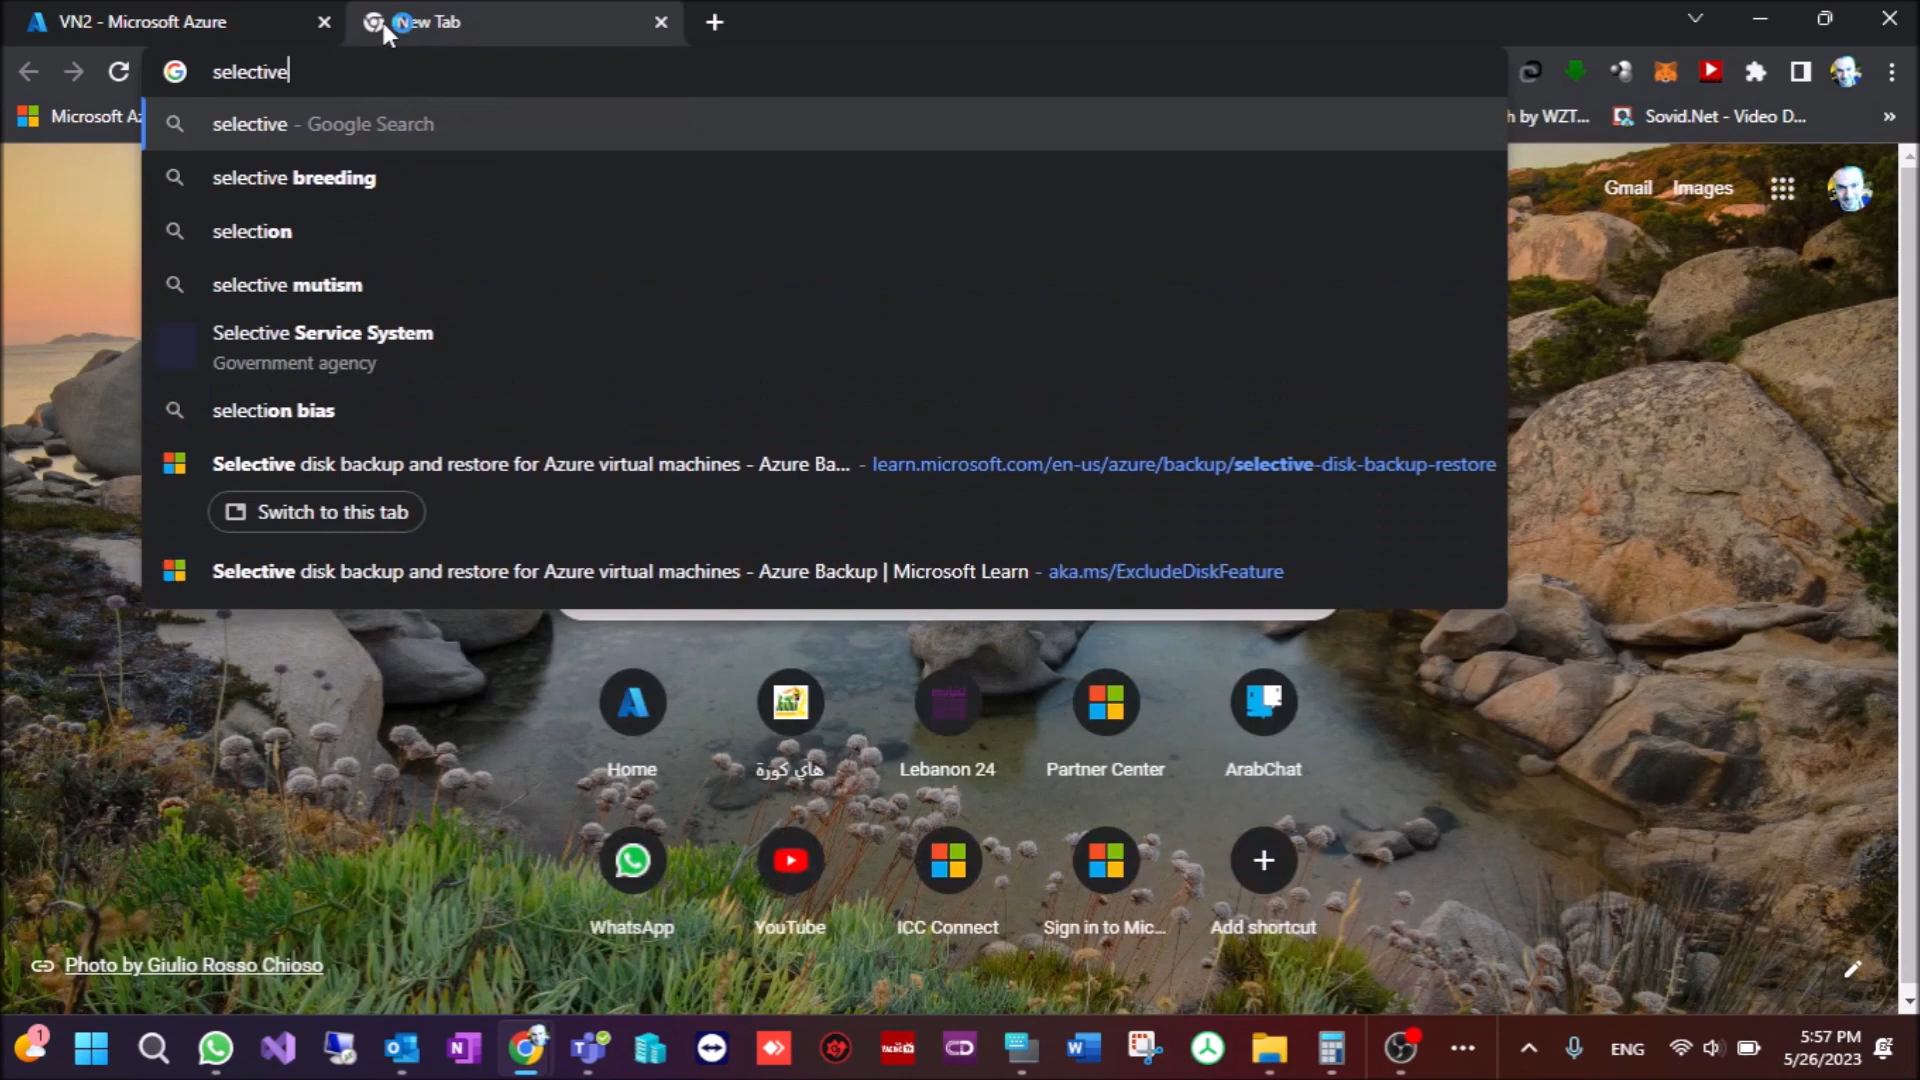 VN2 - Microsoft Azure
New Tab
selective
Microsoft Az
h by WZT...
Sovid.Net - Video D...
selective - Google Search
selective breeding
selection
selective mutism
Selective Service System
Government agency
selection bias
Selective disk backup and restore for Azure virtual machines - Azure Ba... - learn.microsoft.com/en-us/azure/backup/selective-disk-backup-restore
Switch to this tab
Selective disk backup and restore for Azure virtual machines - Azure Backup | Microsoft Learn - aka.ms/ExcludeDiskFeature
Gmail Images
Home
هاي كورة
Lebanon 24
Partner Center
ArabChat
WhatsApp
YouTube
ICC Connect
Sign in to Mic...
Add shortcut
Photo by Giulio Rosso Chioso
1
ENG
5:57 PM
5/26/2023